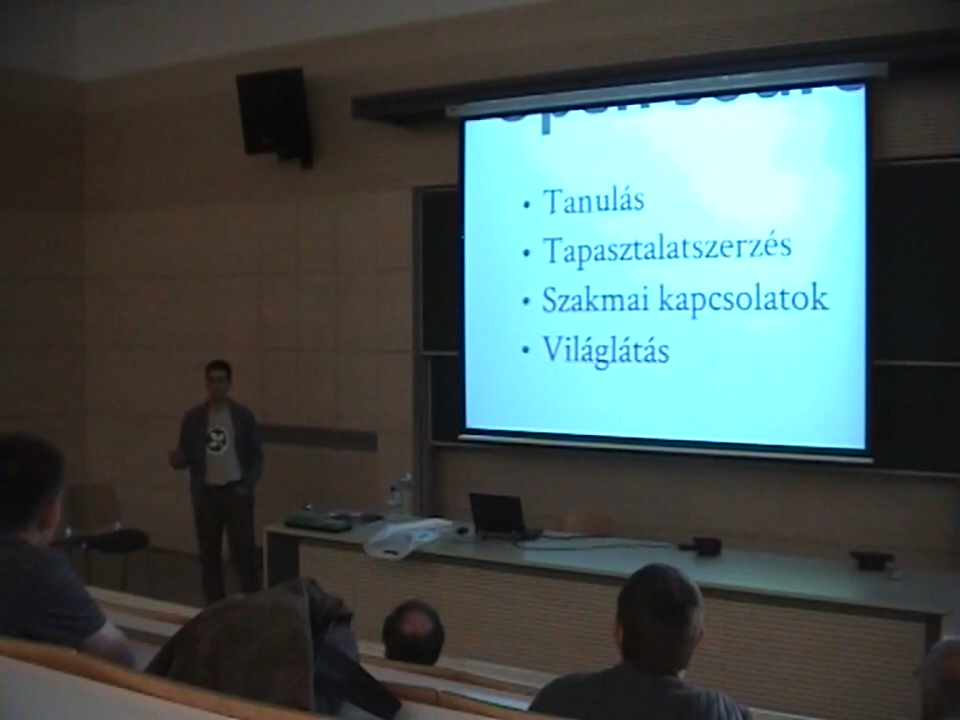 Tanulás
Tapasztalatszerzés
Szakmai kapcsolatok
Világlátás